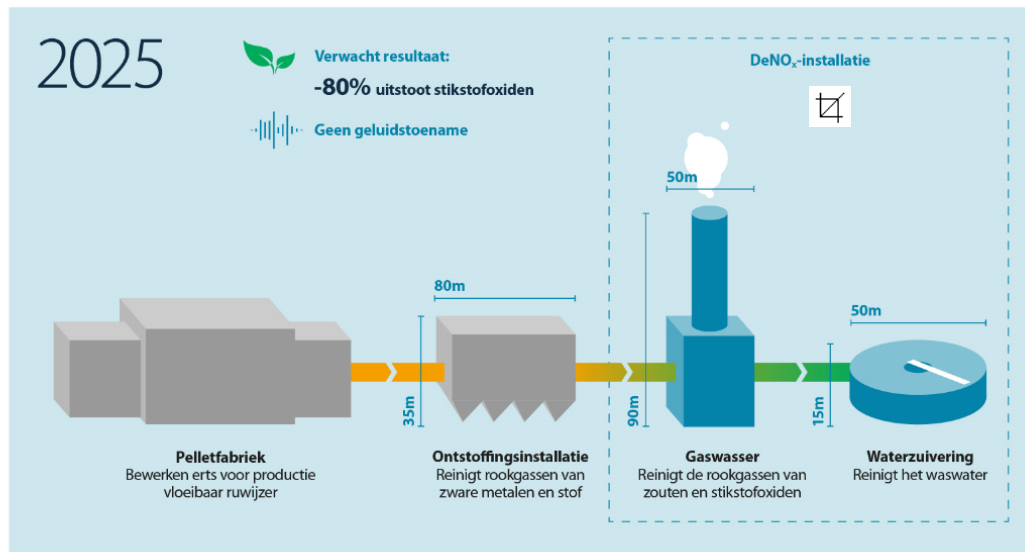 2025
Verwacht resultaat:
-80% uitstoot stikstofoxiden
Geen geluidstoename
DeNOx-installatie
50m
80m
50m
35m
90m
15m
Pelletfabriek
Bewerken erts voor productie
vloeibaar ruwijzer
Ontstoffingsinstallatie
Reinigt rookgassen van
zware metalen en stof
Gaswasser
Reinigt de rookgassen van
zouten en stikstofoxiden
Waterzuivering
Reinigt het waswater